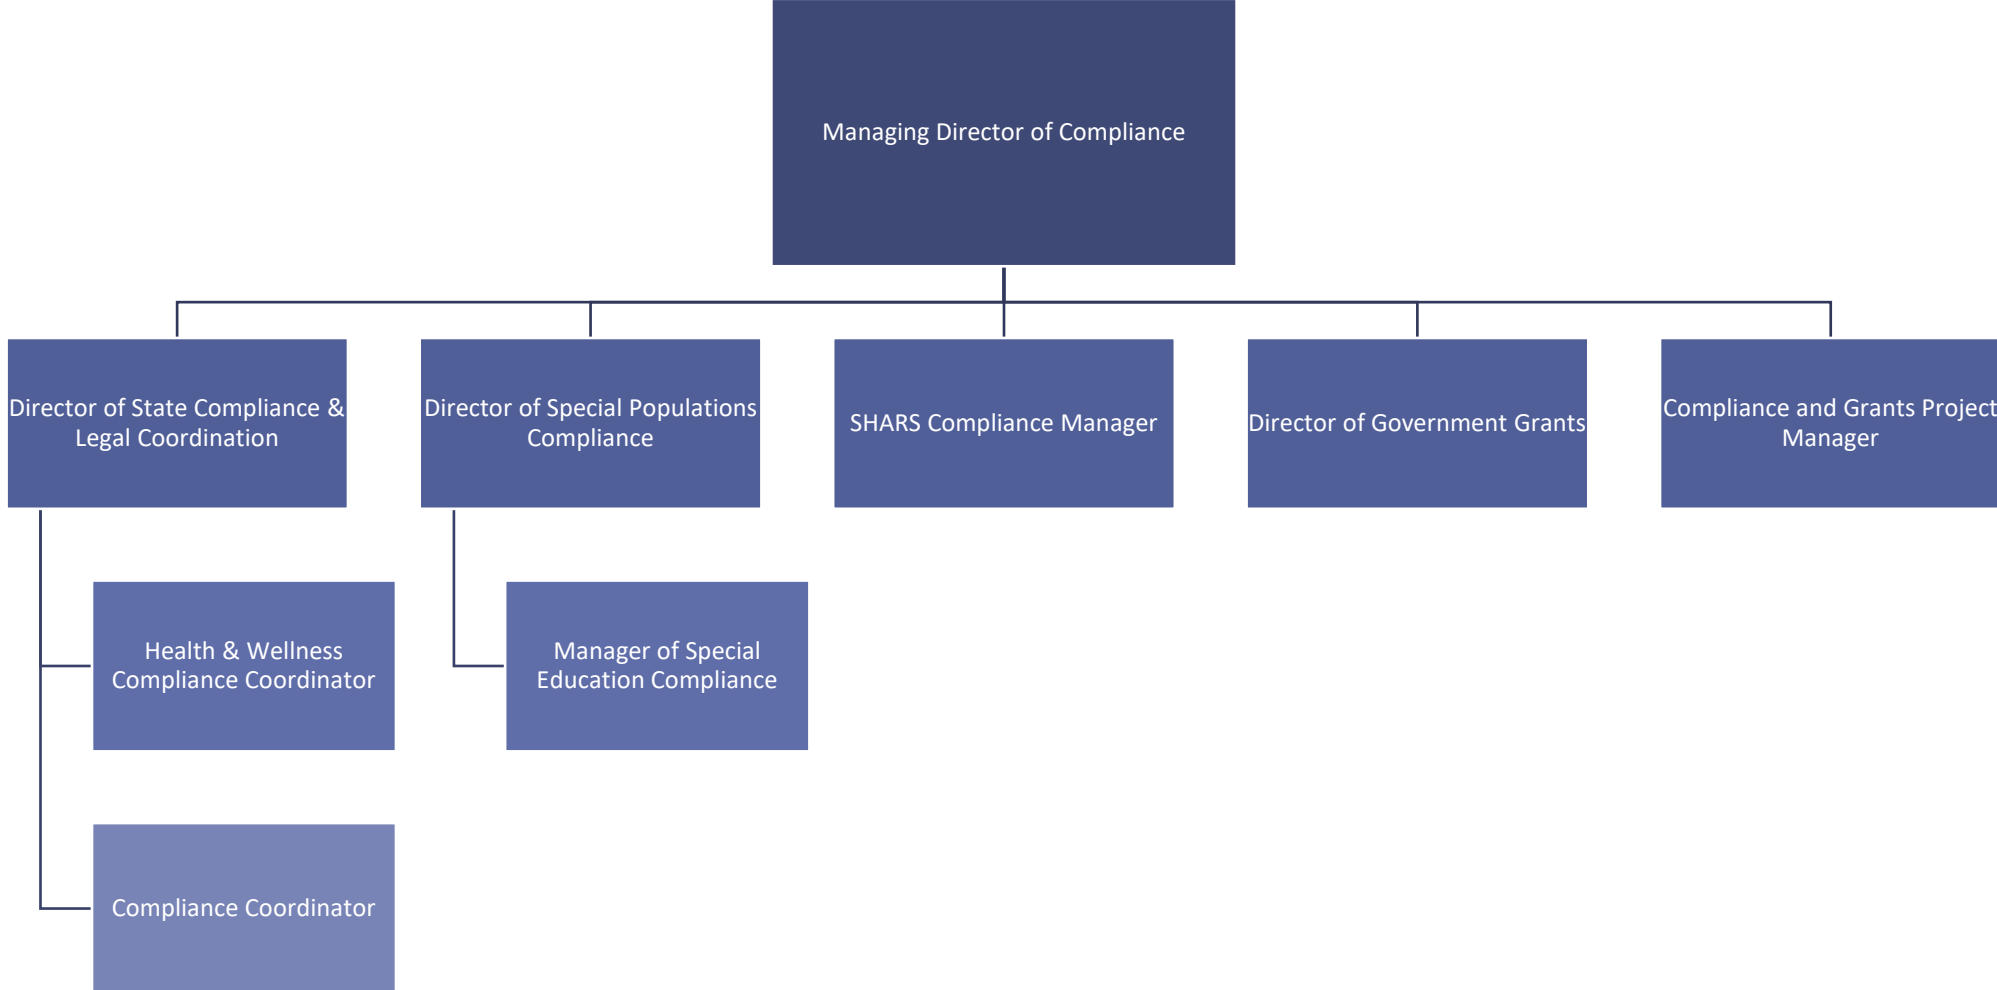 Managing Director of Compliance
Director of State Compliance &
Legal Coordination
Director of Special Populations
Compliance
SHARS Compliance Manager
Director of Government Grants
Compliance and Grants Project
Manager
Health & Wellness
Compliance Coordinator
Manager of Special
Education Compliance
Compliance Coordinator